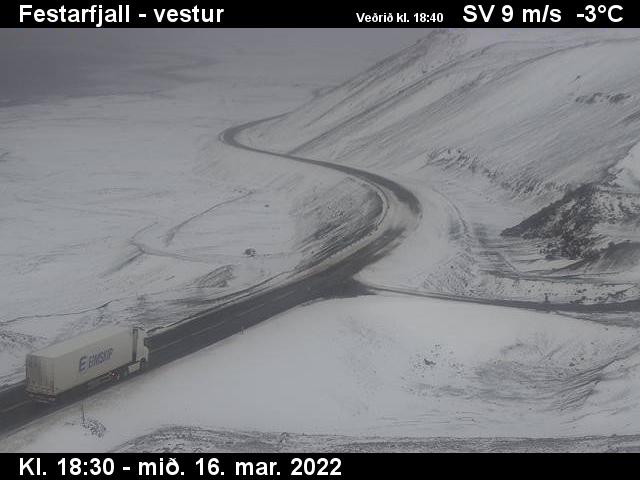 Festarfjall - vestur
Veðrið kl. 18:40 SV 9 m/s -3°C
EIMSKIP
Kl. 18:30 - mið. 16. mar. 2022